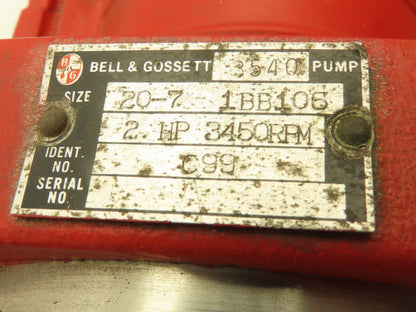 B&G BELL & GOSSETT 3540 PUMP
SIZE 20-7 1BB106
2. HP 3450RPM
IDENT. NO. C99
SERIAL NO.